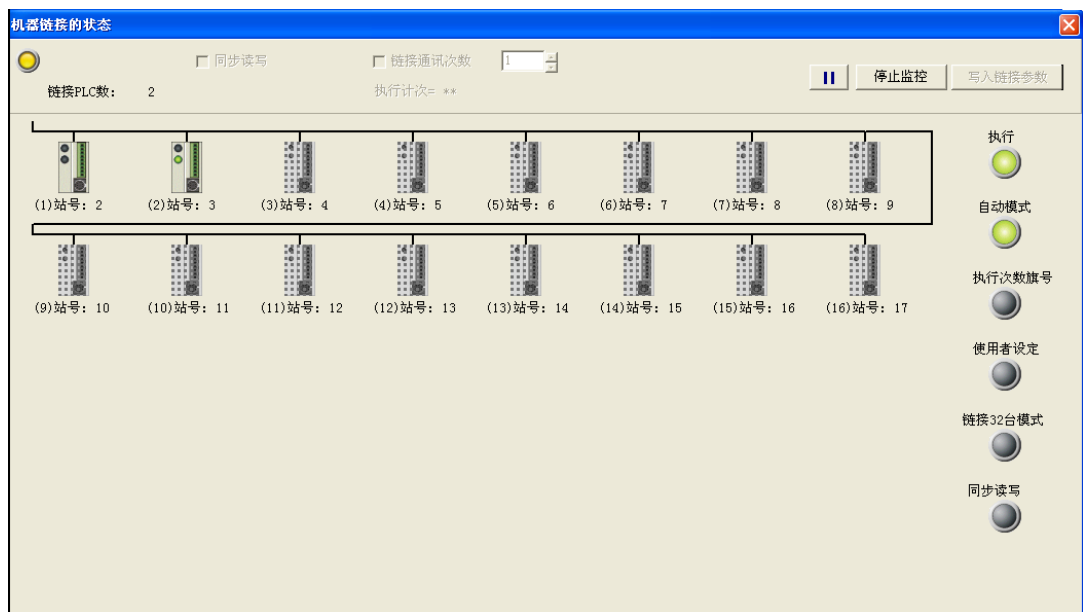 机器链接的状态
同步读写
链接通讯次数
1
停止监控
写入链接参数
链接PLC数： 2
执行计次= **
(1)站号: 2 (2)站号: 3 (3)站号: 4 (4)站号: 5 (5)站号: 6 (6)站号: 7 (7)站号: 8 (8)站号: 9
(9)站号: 10 (10)站号: 11 (11)站号: 12 (12)站号: 13 (13)站号: 14 (14)站号: 15 (15)站号: 16 (16)站号: 17
执行
自动模式
执行次数旗号
使用者设定
链接32台模式
同步读写